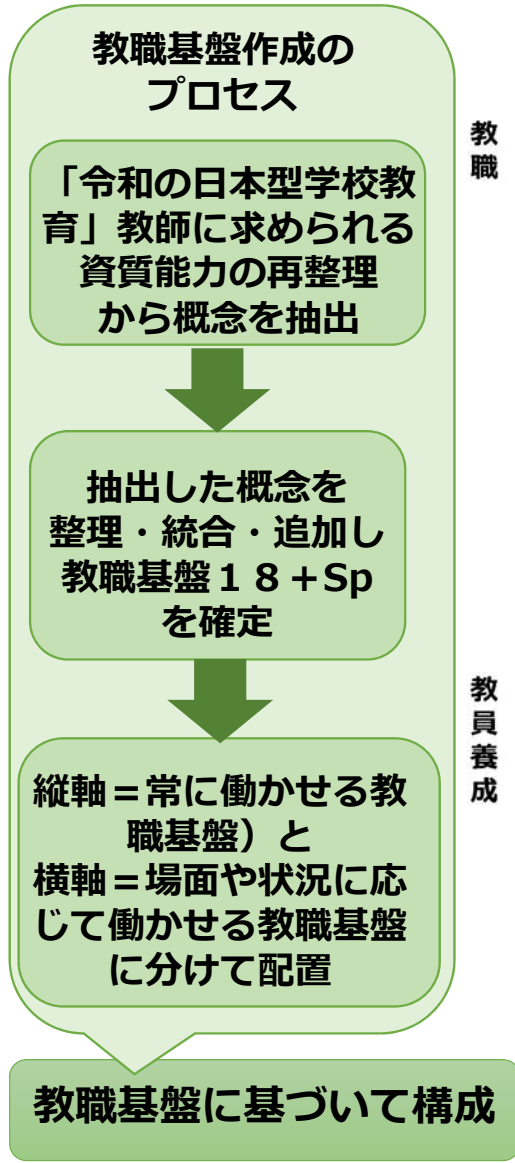 教職基盤作成の
プロセス
「令和の日本型学校教
育」教師に求められる
資質能力の再整理
から概念を抽出
抽出した概念を
整理・統合・追加し
教職基盤１８＋Sp
を確定
縦軸＝常に働かせる教
職基盤）と
横軸＝場面や状況に応
じて働かせる教職基盤
に分けて配置
教職基盤に基づいて構成
教職
教員養成